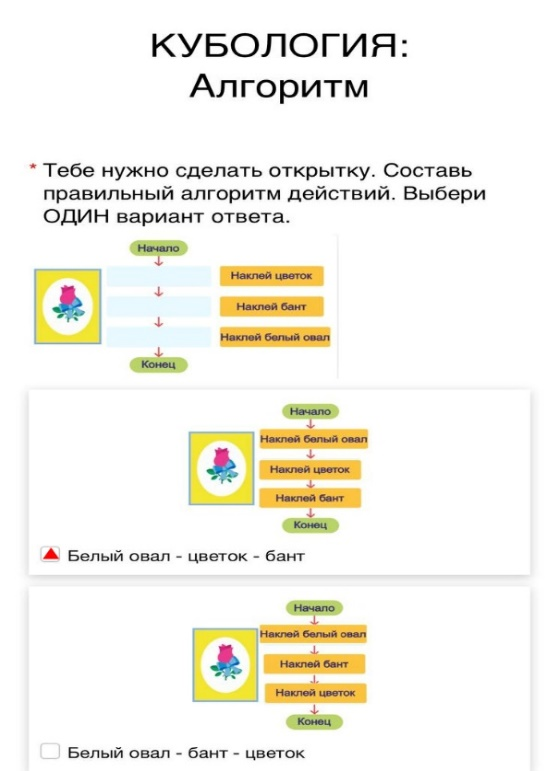 КУБОЛОГИЯ:
Алгоритм
* Тебе нужно сделать открытку. Составь
правильный алгоритм действий. Выбери
ОДИН вариант ответа.
Начало
Наклей цветок
Наклей бант
Наклей белый овал
Конец
Начало
Наклей белый овал
Наклей цветок
Наклей бант
Конец
Белый овал - цветок - бант
Начало
Наклей белый овал
Наклей бант
Наклей цветок
Конец
Белый овал - бант - цветок